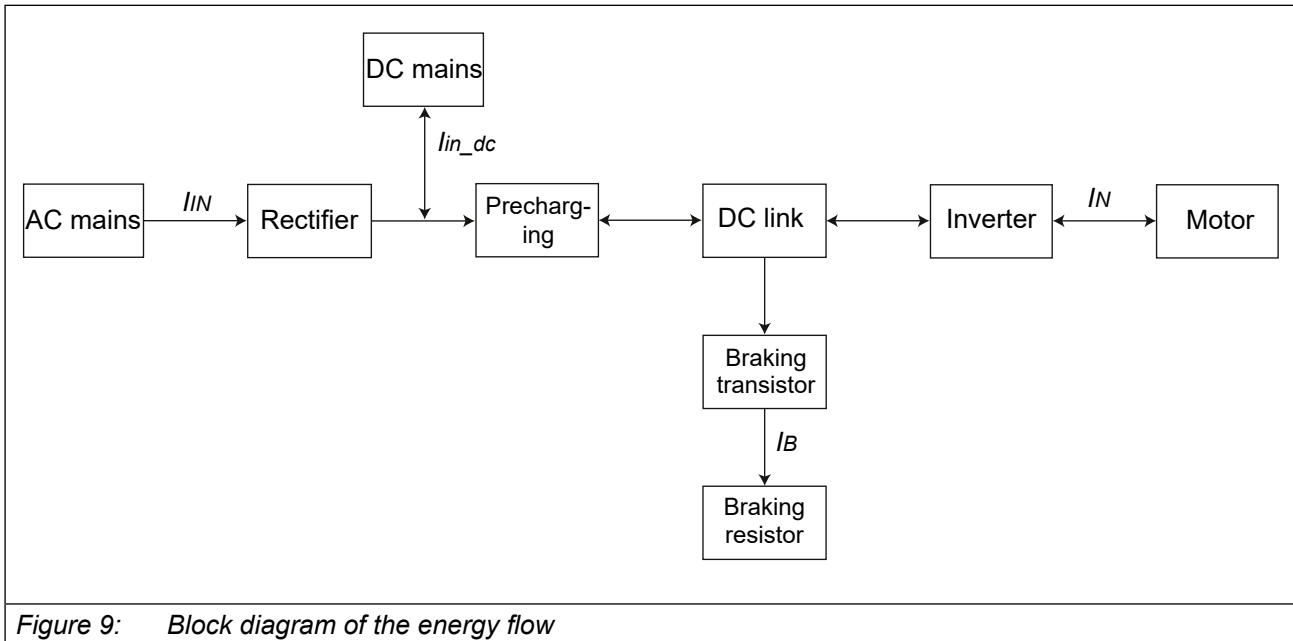 DC mains
Iin_dc
AC mains
IIN
Rectifier
Precharg-
ing
DC link
Inverter
IN
Motor
Braking
transistor
IB
Braking
resistor
Figure 9: Block diagram of the energy flow